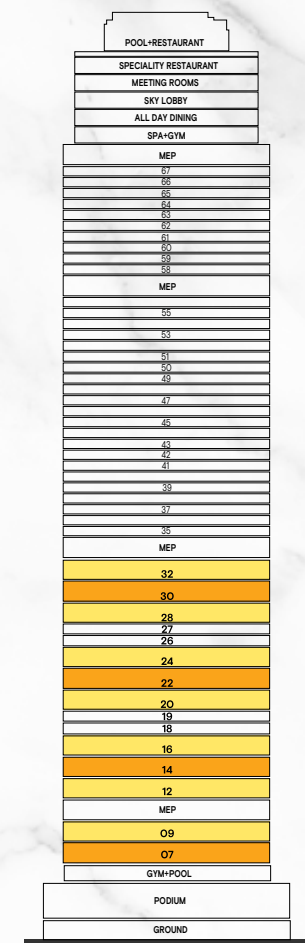 POOL+RESTAURANT
SPECIALITY RESTAURANT
MEETING ROOMS
SKY LOBBY
ALL DAY DINING
SPA+GYM
MEP
67
66
65
64
63
62
61
60
59
58
MEP
55
53
51
50
49
47
45
43
42
41
39
37
35
MEP
32
30
28
27
26
24
22
20
19
18
16
14
12
MEP
09
07
GYM+POOL
PODIUM
GROUND